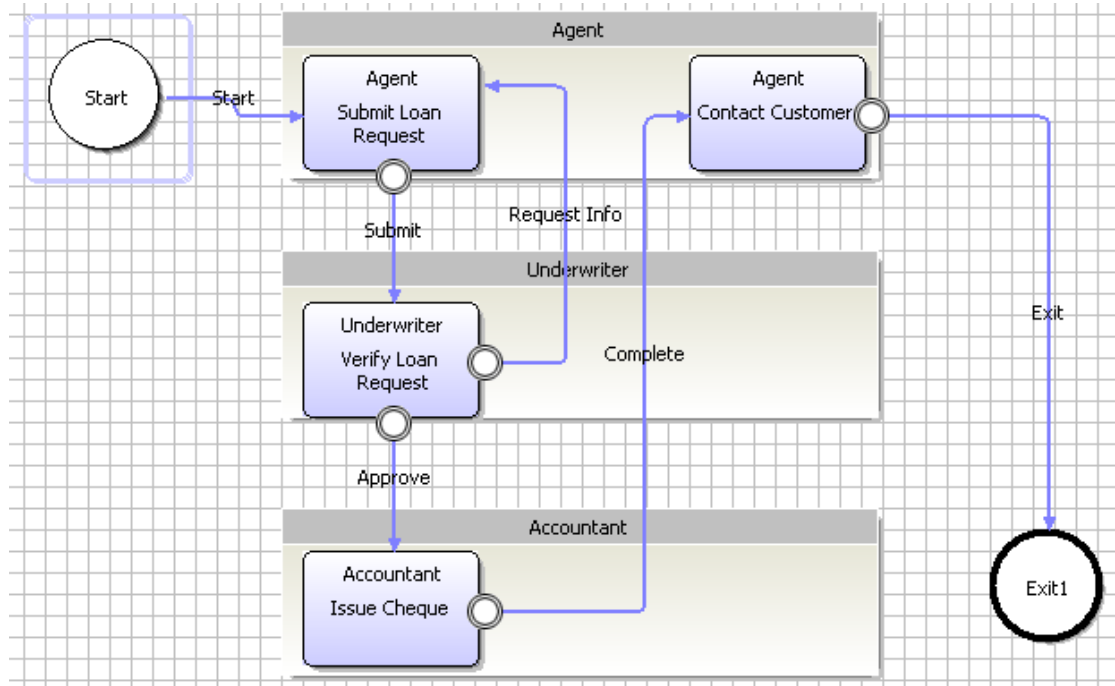 Agent
Start
Start
Agent
Submit Loan
Request
Agent
Contact Customer
Submit
Request Info
Underwriter
Underwriter
Verify Loan
Request
Complete
Exit
Approve
Accountant
Accountant
Issue Cheque
Exit1